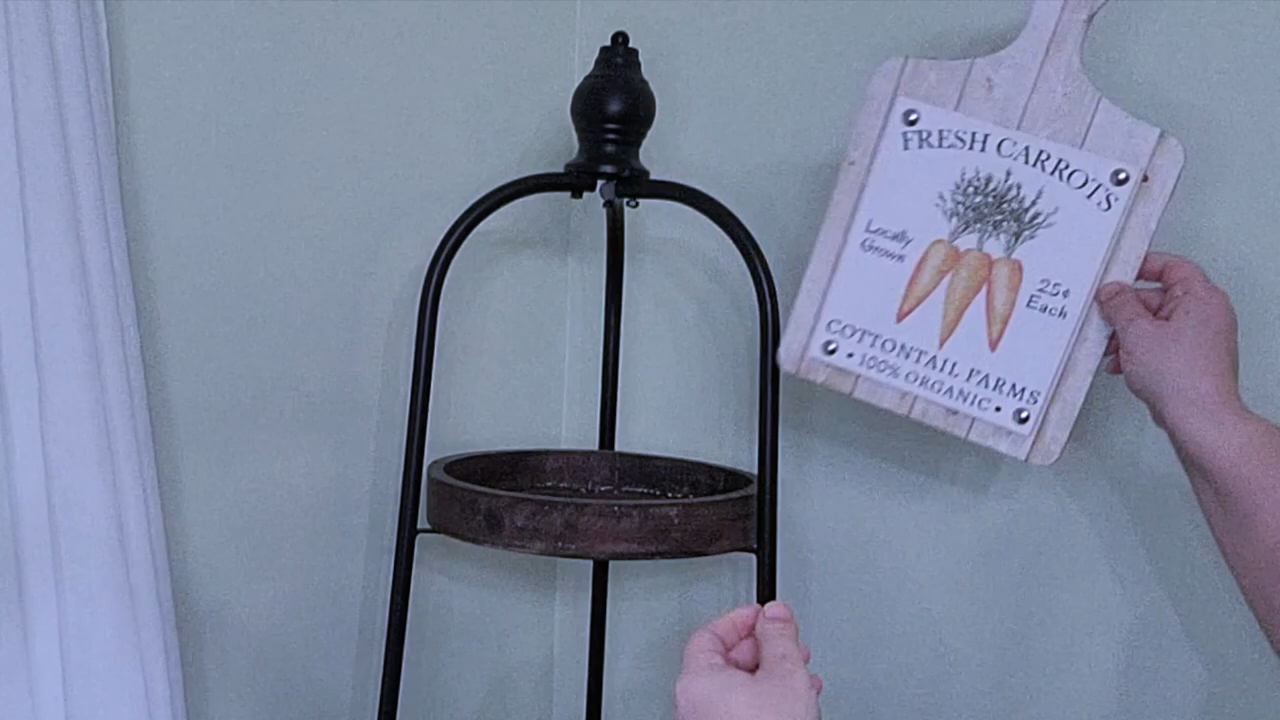 FRESH CARROTS
Locally
Grown
25¢
Each
COTTONTAIL FARMS
• 100% ORGANIC •